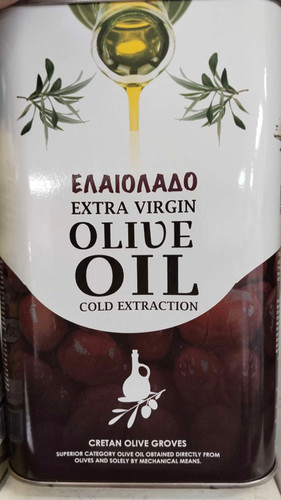 ΕΛΑΙΟΛΑΔΟ
EXTRA VIRGIN
OLIVE
OIL
COLD EXTRACTION
CRETAN OLIVE GROVES
SUPERIOR CATEGORY OLIVE OIL OBTAINED DIRECTLY FROM
OLIVES AND SOLELY BY MECHANICAL MEANS.